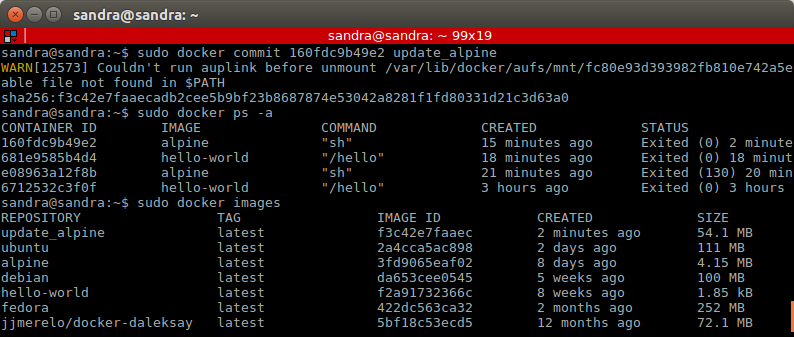 sandra@sandra: ~
sandra@sandra: ~ 99x19
sandra@sandra:~$ sudo docker commit 160fdc9b49e2 update_alpine
WARN[12573] Couldn't run auplink before unmount /var/lib/docker/aufs/mnt/fc80e93d393982fb810e742a5e
able file not found in $PATH
sha256:f3c42e7faaecadb2cee5b9bf23b8687874e53042a8281f1fd80331d21c3d63a0
sandra@sandra:~$ sudo docker ps -a
CONTAINER ID        IMAGE               COMMAND             CREATED             STATUS
160fdc9b49e2        alpine              "sh"                15 minutes ago      Exited (0) 2 minute
681e9585b4d4        hello-world         "/hello"            18 minutes ago      Exited (0) 18 minut
e08963a12f8b        alpine              "sh"                21 minutes ago      Exited (130) 20 min
6712532c3f0f        hello-world         "/hello"            3 hours ago         Exited (0) 3 hours
sandra@sandra:~$ sudo docker images
REPOSITORY                 TAG                 IMAGE ID            CREATED             SIZE
update_alpine              latest              f3c42e7faaec        2 minutes ago       54.1 MB
ubuntu                     latest              2a4cca5ac898        2 days ago          111 MB
alpine                     latest              3fd9065eaf02        8 days ago          4.15 MB
debian                     latest              da653cee0545        5 weeks ago         100 MB
hello-world                latest              f2a91732366c        8 weeks ago         1.85 kB
fedora                     latest              422dc563ca32        2 months ago        252 MB
jjmerelo/docker-daleksay   latest              5bf18c53ecd5        12 months ago       72.1 MB